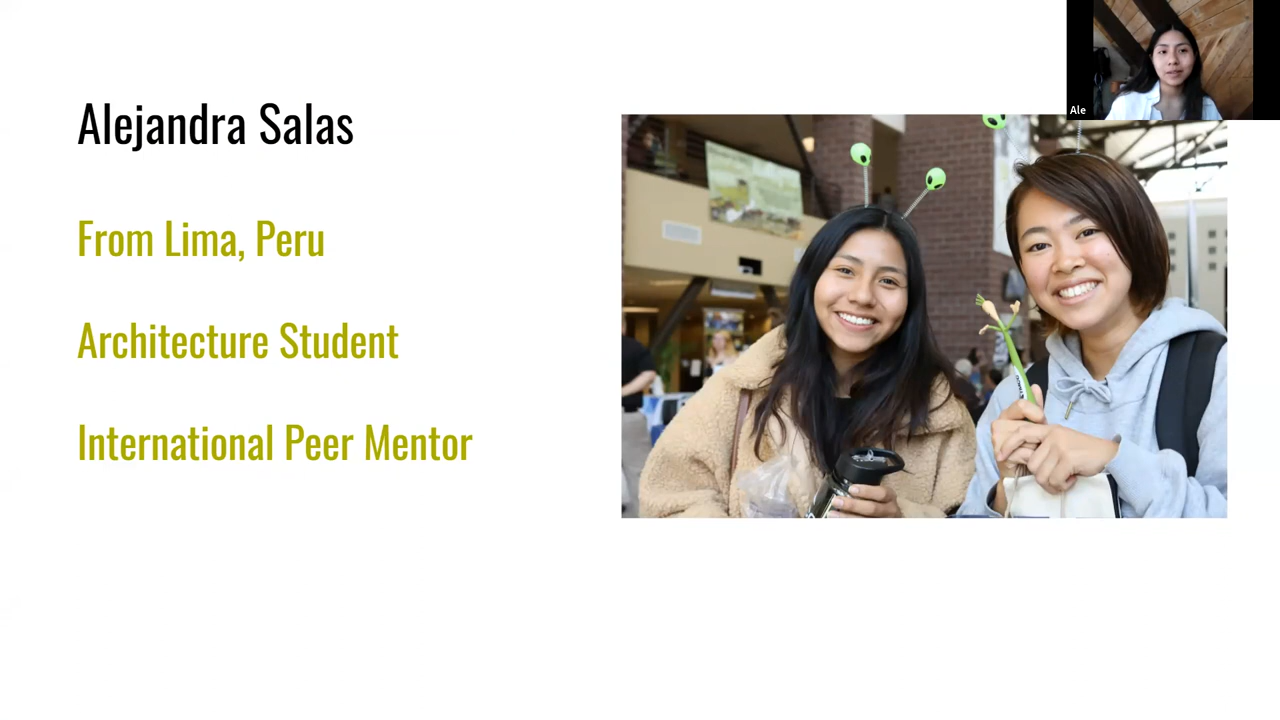 Alejandra Salas
From Lima, Peru
Architecture Student
International Peer Mentor
Ale